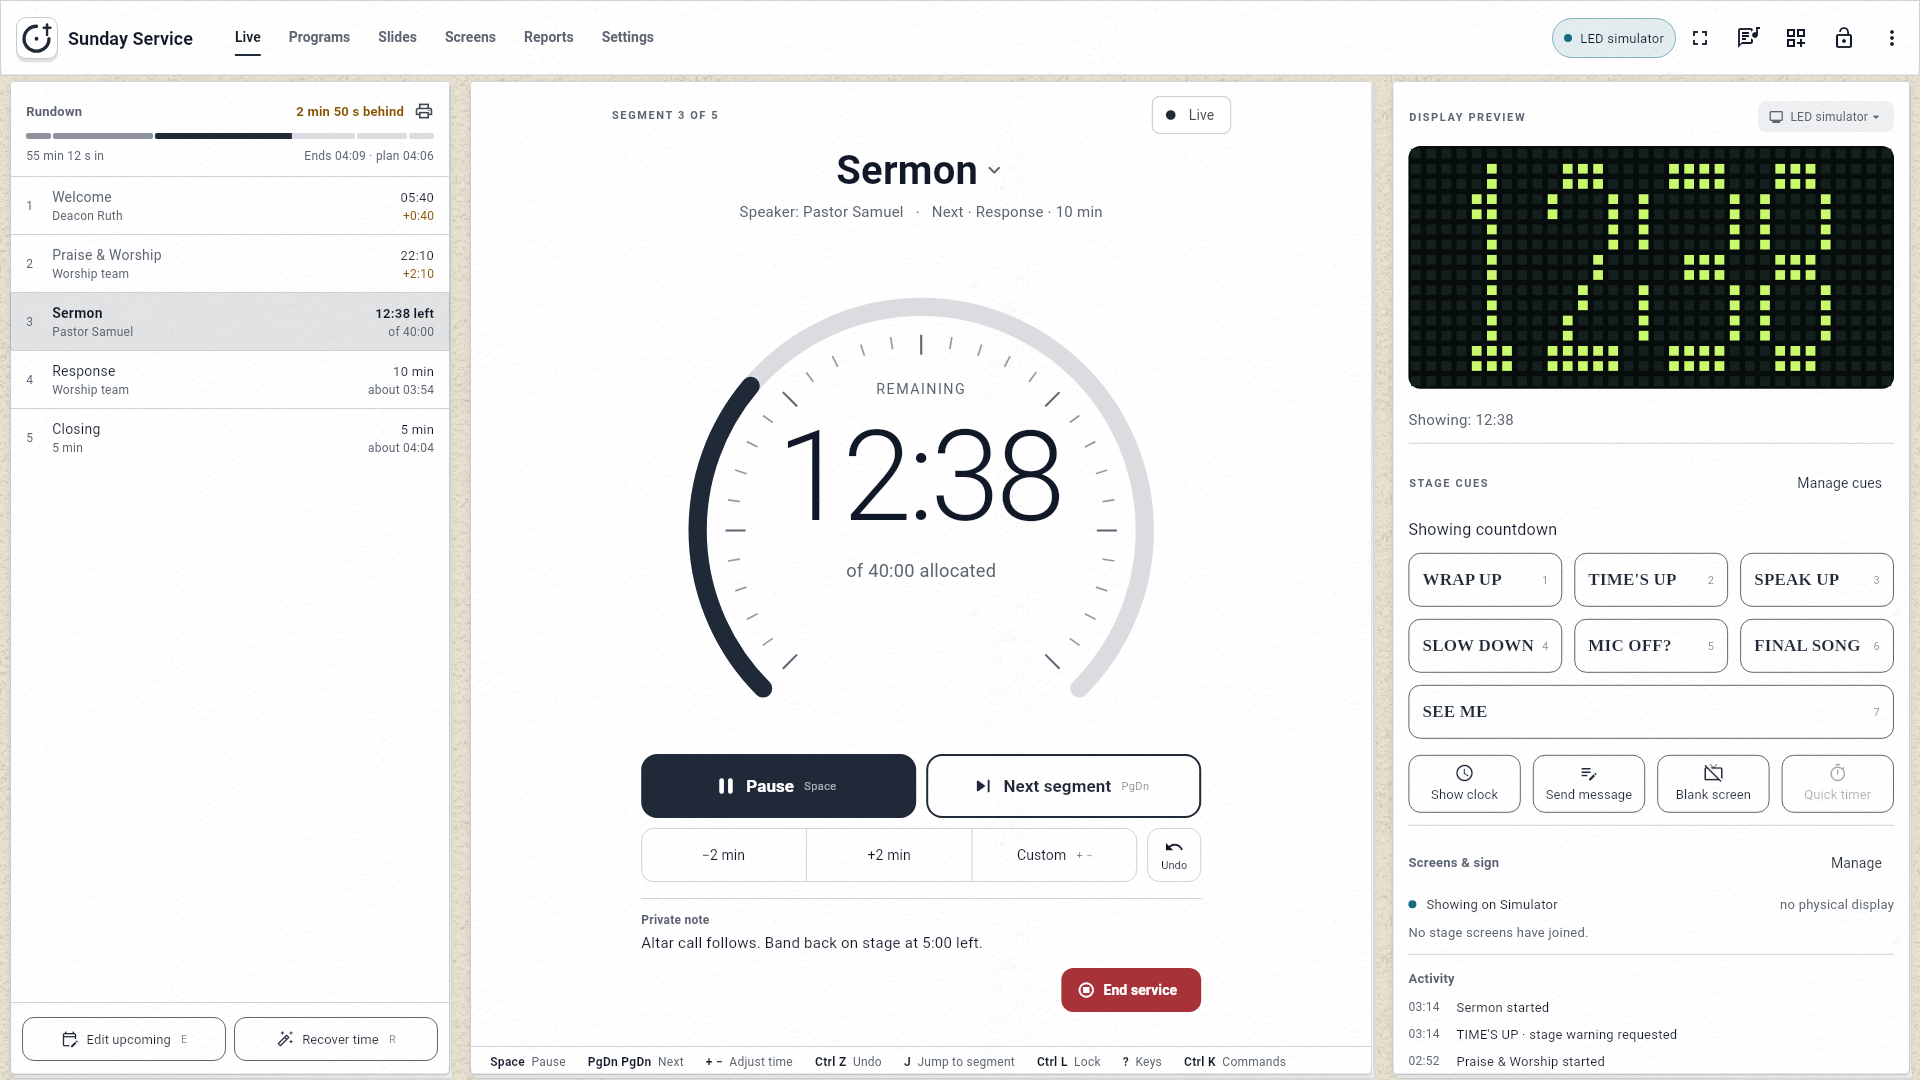 Sunday Service
Live
Programs
Slides
Screens
Reports
Settings
LED simulator
Rundown
2 min 50 s behind
55 min 12 s in
Ends 04:09 · plan 04:06
1
Welcome
05:40
Deacon Ruth
+0:40
2
Praise & Worship
22:10
Worship team
+2:10
3
Sermon
12:38 left
Pastor Samuel
of 40:00
4
Response
10 min
Worship team
about 03:54
5
Closing
5 min
5 min
about 04:04
Edit upcoming E
Recover time R
SEGMENT 3 OF 5
Live
Sermon
Speaker: Pastor Samuel · Next · Response · 10 min
REMAINING
12:38
of 40:00 allocated
Pause Space
Next segment PgDn
−2 min
+2 min
Custom + −
Undo
Private note
Altar call follows. Band back on stage at 5:00 left.
End service
Space Pause PgDn PgDn Next + − Adjust time Ctrl Z Undo J Jump to segment Ctrl L Lock ? Keys Ctrl K Commands
DISPLAY PREVIEW
LED simulator
12:38
Showing: 12:38
STAGE CUES
Manage cues
Showing countdown
WRAP UP 1
TIME'S UP 2
SPEAK UP 3
SLOW DOWN 4
MIC OFF? 5
FINAL SONG 6
SEE ME 7
Show clock
Send message
Blank screen
Quick timer
Screens & sign
Manage
Showing on Simulator
no physical display
No stage screens have joined.
Activity
03:14 Sermon started
03:14 TIME'S UP · stage warning requested
02:52 Praise & Worship started